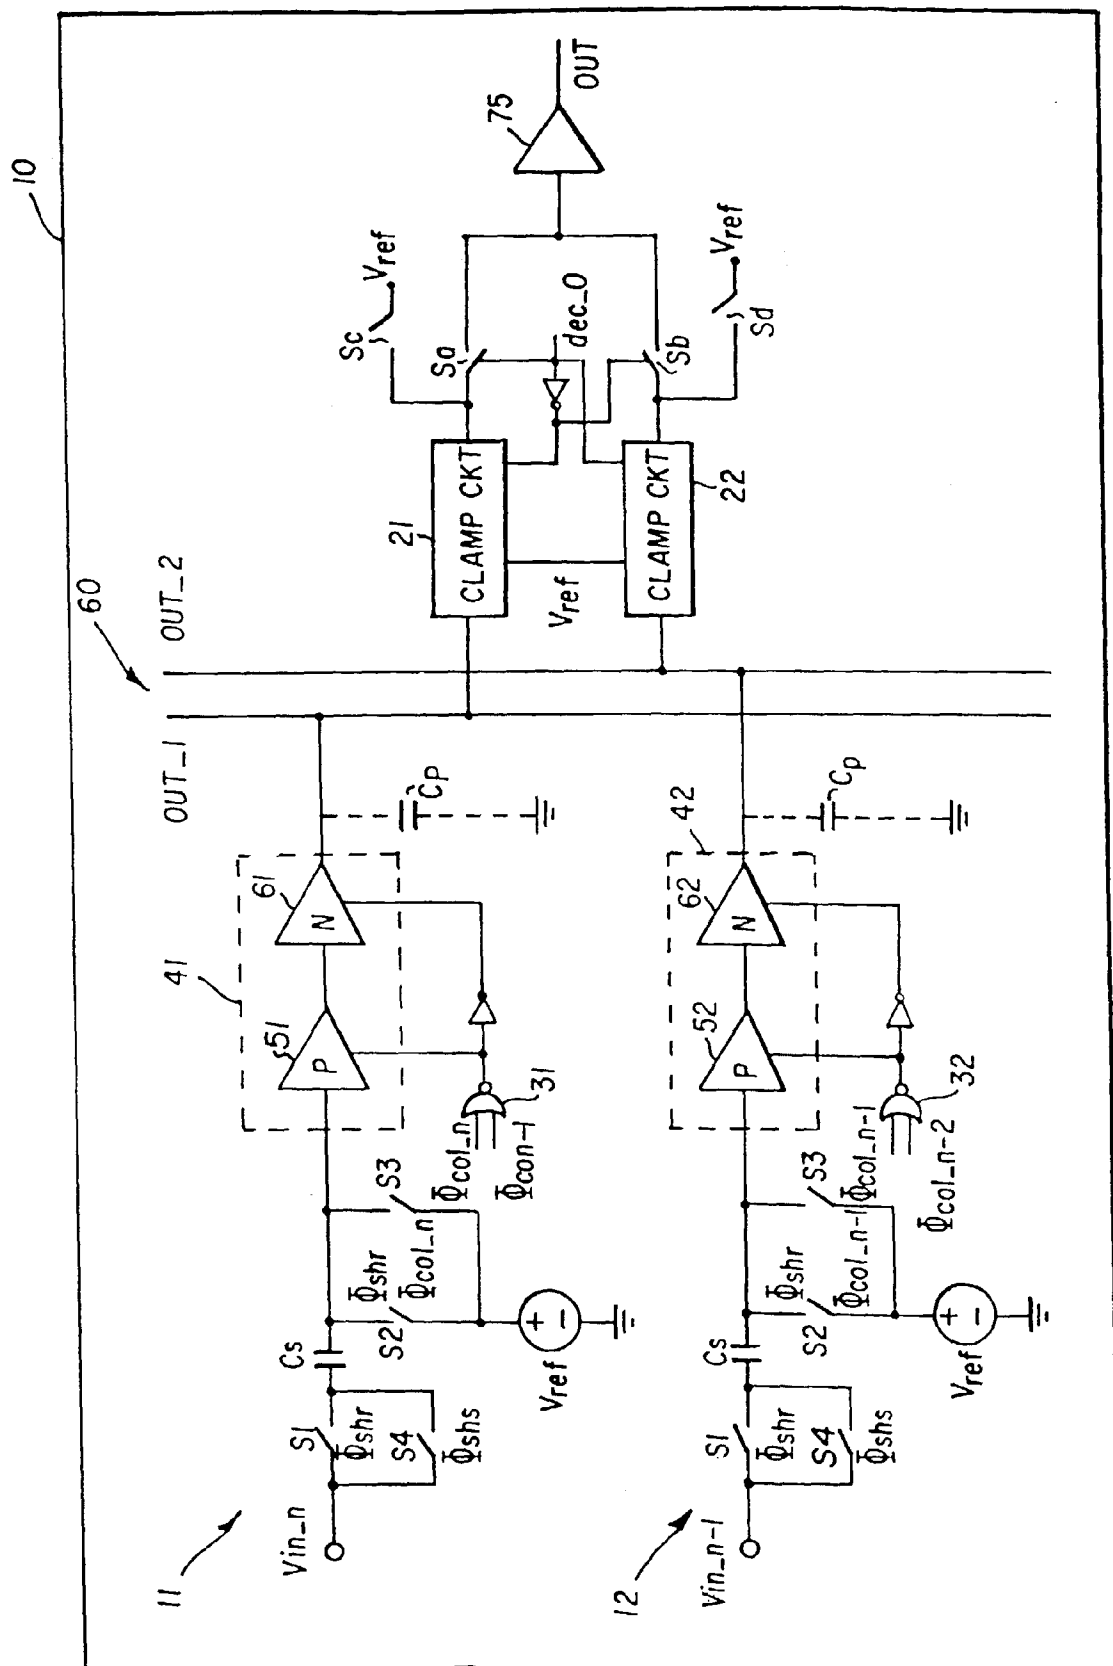 10
60
OUT_1
OUT_2
11
Vin_n
S1
Φshr
S4
Φshs
Cs
S2
Φshr
Φcol_n
S3
Vref
+
−
Φcol_n
Φcon-1
31
41
51
P
61
N
Cp
21
CLAMP CKT
Vref
Sc
Vref
Sa
dec_0
Sb
Sd
Vref
CLAMP CKT
22
75
OUT
12
Vin_n-1
S1
Φshr
S4
Φshs
Cs
S2
Φshr
Φcol_n-1
S3
Vref
+
−
Φcol_n-1
Φcol_n-2
32
42
52
P
62
N
Cp